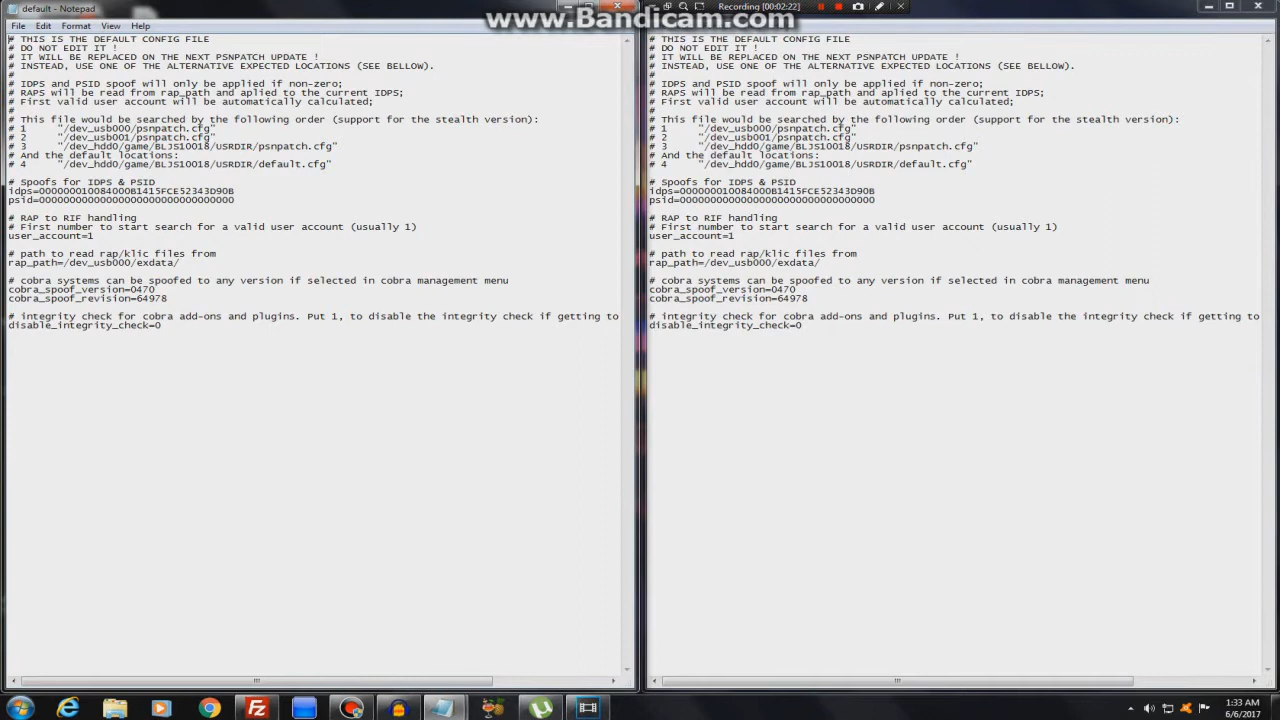 www.Bandicam.com
default - Notepad
Recording [00:02:22]
File Edit Format View Help
# THIS IS THE DEFAULT CONFIG FILE
# DO NOT EDIT IT !
# IT WILL BE REPLACED ON THE NEXT PSNPATCH UPDATE !
# INSTEAD, USE ONE OF THE ALTERNATIVE EXPECTED LOCATIONS (SEE BELLOW).
#
# IDPS and PSID spoof will only be applied if non-zero;
# RAPS will be read from rap_path and aplied to the current IDPS;
# First valid user account will be automatically calculated;
#
# This file would be searched by the following order (support for the stealth version):
# 1 "/dev_usb000/psnpatch.cfg"
# 2 "/dev_usb001/psnpatch.cfg"
# 3 "/dev_hdd0/game/BLJS10018/USRDIR/psnpatch.cfg"
# And the default locations:
# 4 "/dev_hdd0/game/BLJS10018/USRDIR/default.cfg"
# Spoofs for IDPS & PSID
idps=000000010084000B1415FCE52343D90B
psid=00000000000000000000000000000000
# RAP to RIF handling
# First number to start search for a valid user account (usually 1)
user_account=1
# path to read rap/klic files from
rap_path=/dev_usb000/exdata/
# cobra systems can be spoofed to any version if selected in cobra management menu
cobra_spoof_version=0470
cobra_spoof_revision=64978
# integrity check for cobra add-ons and plugins. Put 1, to disable the integrity check if getting to
disable_integrity_check=0
# THIS IS THE DEFAULT CONFIG FILE
# DO NOT EDIT IT !
# IT WILL BE REPLACED ON THE NEXT PSNPATCH UPDATE !
# INSTEAD, USE ONE OF THE ALTERNATIVE EXPECTED LOCATIONS (SEE BELLOW).
#
# IDPS and PSID spoof will only be applied if non-zero;
# RAPS will be read from rap_path and aplied to the current IDPS;
# First valid user account will be automatically calculated;
#
# This file would be searched by the following order (support for the stealth version):
# 1 "/dev_usb000/psnpatch.cfg"
# 2 "/dev_usb001/psnpatch.cfg"
# 3 "/dev_hdd0/game/BLJS10018/USRDIR/psnpatch.cfg"
# And the default locations:
# 4 "/dev_hdd0/game/BLJS10018/USRDIR/default.cfg"
# Spoofs for IDPS & PSID
idps=000000010084000B1415FCE52343D90B
psid=00000000000000000000000000000000
# RAP to RIF handling
# First number to start search for a valid user account (usually 1)
user_account=1
# path to read rap/klic files from
rap_path=/dev_usb000/exdata/
# cobra systems can be spoofed to any version if selected in cobra management menu
cobra_spoof_version=0470
cobra_spoof_revision=64978
# integrity check for cobra add-ons and plugins. Put 1, to disable the integrity check if getting to
disable_integrity_check=0
1:33 AM
6/6/2017